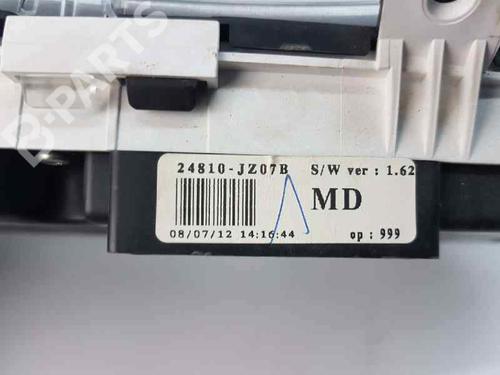 B-PARTS
24810-JZ07B S/W ver : 1.62
MD
08/07/12 14:16:44 op : 999